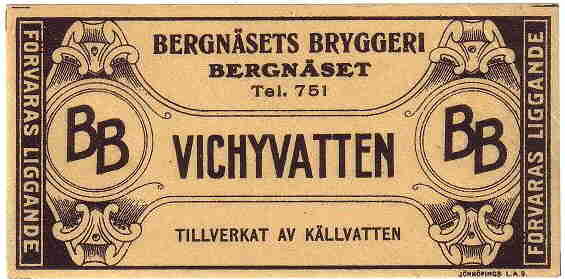 FÖRVARAS LIGGANDE
BERGNÄSETS BRYGGERI
BERGNÄSET
Tel. 751
BB
VICHYVATTEN
BB
TILLVERKAT AV KÄLLVATTEN
FÖRVARAS LIGGANDE
JÖNKÖPINGS L.A.B.